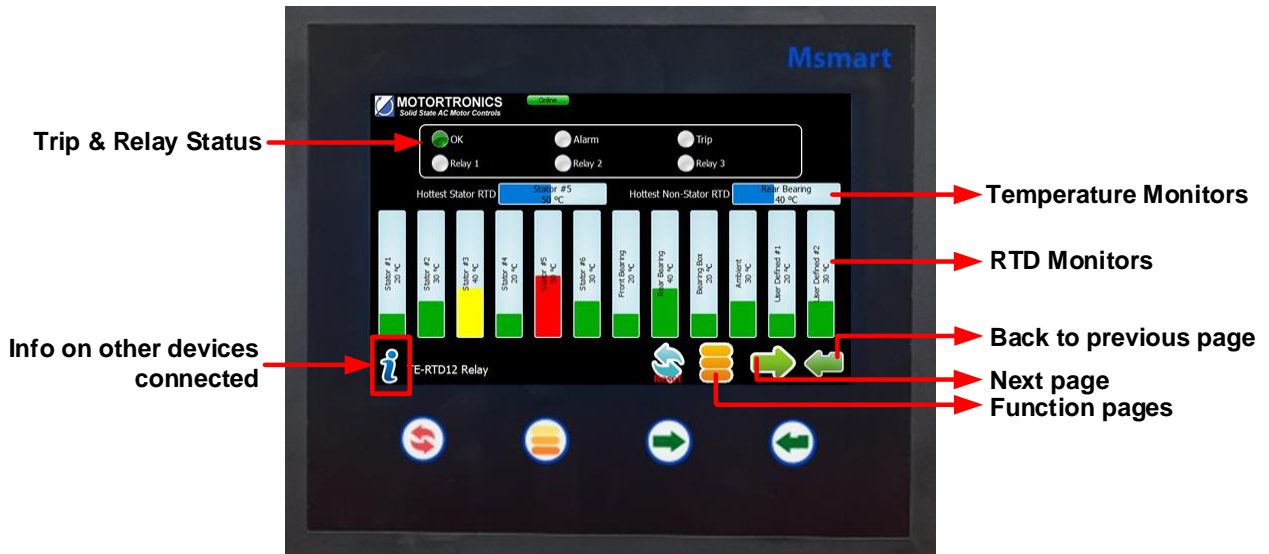 Msmart
MOTORTRONICS
Solid State AC Motor Controls
Online
Trip & Relay Status
OK
Alarm
Trip
Relay 1
Relay 2
Relay 3
Hottest Stator RTD
Stator #5
50 °C
Hottest Non-Stator RTD
Rear Bearing
40 °C
Temperature Monitors
RTD Monitors
Stator #1
20 °C
Stator #2
30 °C
Stator #3
40 °C
Stator #4
20 °C
Stator #5
50 °C
Stator #6
30 °C
Front Bearing
20 °C
Rear Bearing
40 °C
Bearing Box
20 °C
Ambient
30 °C
User Defined #1
20 °C
User Defined #2
30 °C
Info on other devices
connected
i
TE-RTD12 Relay
Reset
Back to previous page
Next page
Function pages